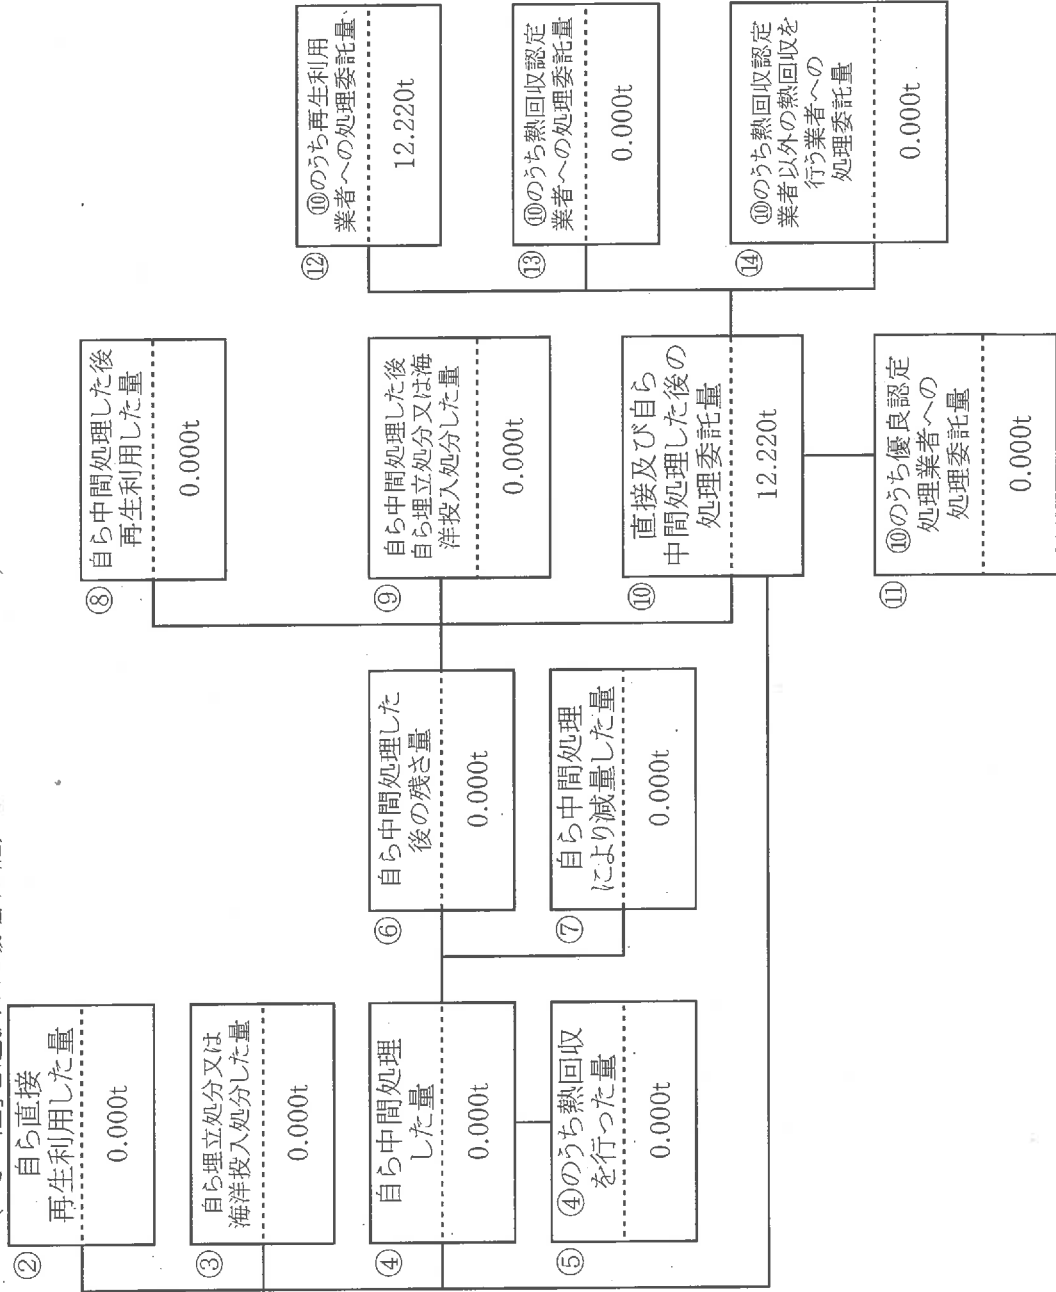 ②
自ら直接
再生利用した量
0.000t
③
自ら埋立処分又は
海洋投入処分した量
0.000t
④
自ら中間処理
した量
0.000t
⑤
④のうち熱回収
を行った量
0.000t
⑥
自ら中間処理した
後の残さ量
0.000t
⑦
自ら中間処理
により減量した量
0.000t
⑧
自ら中間処理した後
再生利用した量
0.000t
⑨
自ら中間処理した後
自ら埋立処分又は海
洋投入処分した量
0.000t
⑩
直接及び自ら
中間処理した後の
処理委託量
12.220t
⑪
⑩のうち優良認定
処理業者への
処理委託量
0.000t
⑫
⑩のうち再生利用
業者への処理委託量
12.220t
⑬
⑩のうち熱回収認定
業者への処理委託量
0.000t
⑭
⑩のうち熱回収認定
業者以外の熱回収を
行う業者への
処理委託量
0.000t